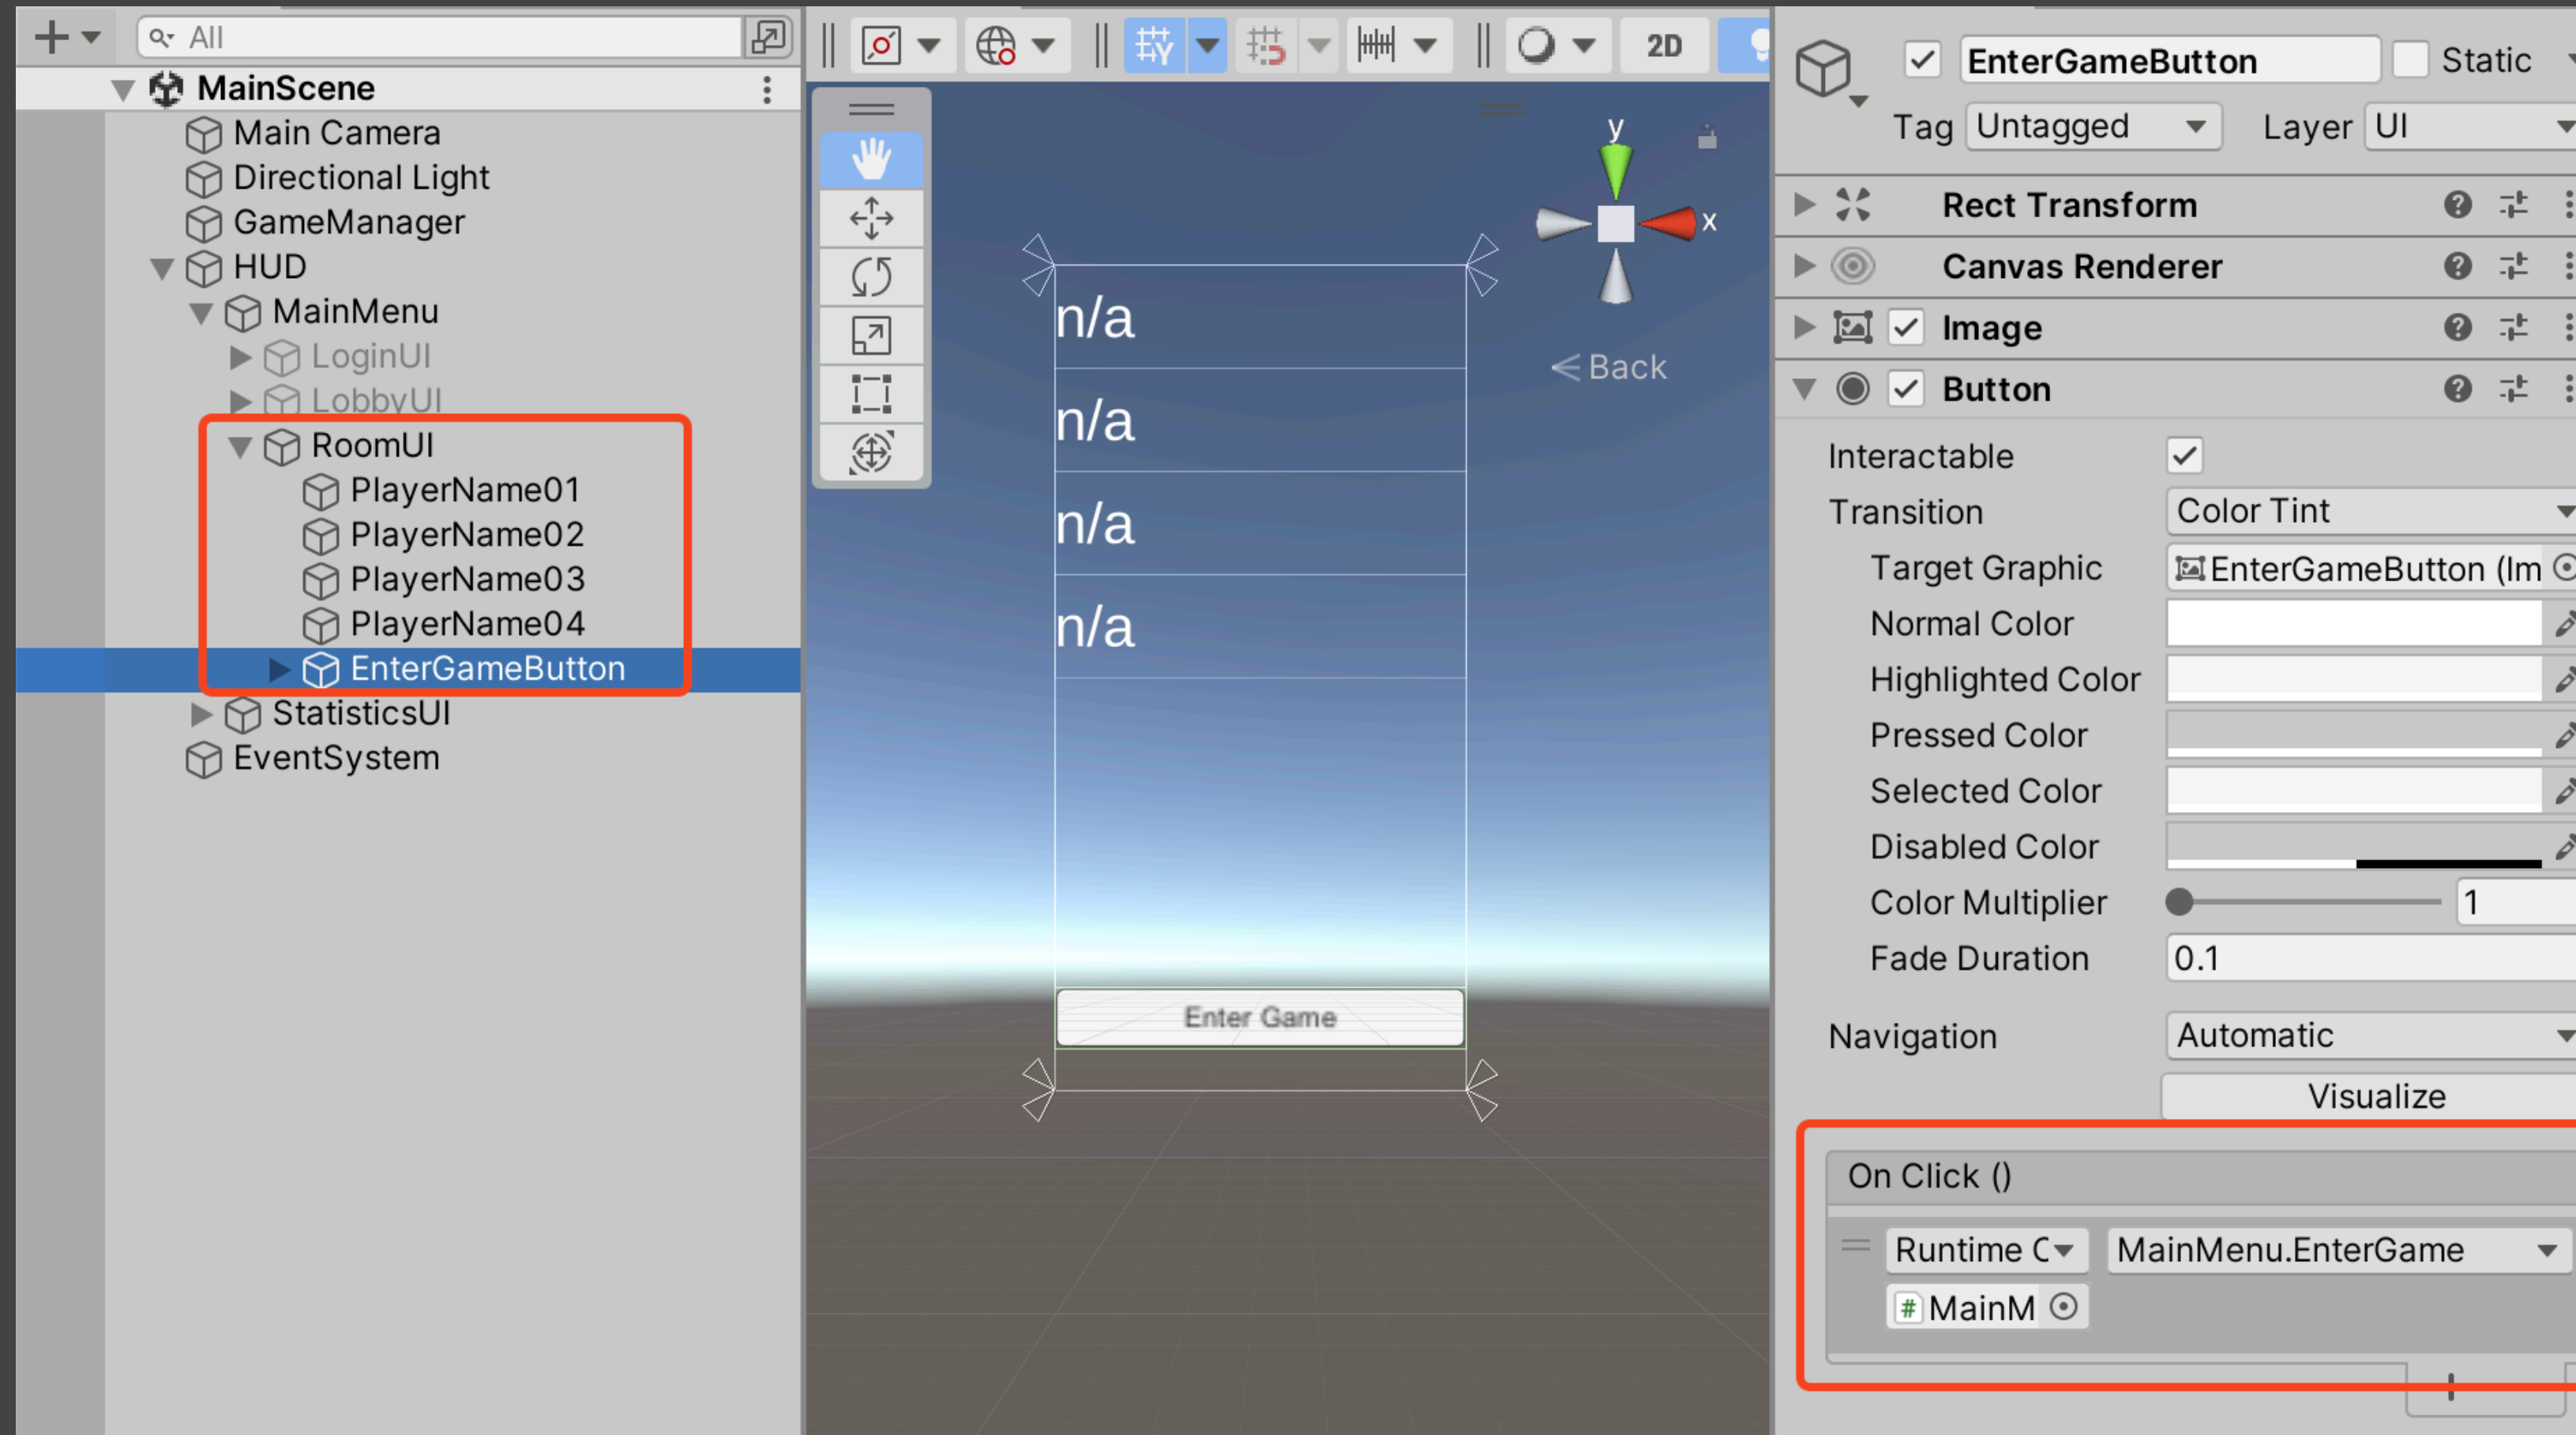 All
MainScene
Main Camera
Directional Light
GameManager
HUD
MainMenu
LoginUI
LobbyUI
RoomUI
PlayerName01
PlayerName02
PlayerName03
PlayerName04
EnterGameButton
StatisticsUI
EventSystem
2D
y
x
Back
n/a
n/a
n/a
n/a
Enter Game
EnterGameButton
Static
Tag Untagged Layer UI
Rect Transform
Canvas Renderer
Image
Button
Interactable
Transition Color Tint
Target Graphic EnterGameButton (Im
Normal Color
Highlighted Color
Pressed Color
Selected Color
Disabled Color
Color Multiplier 1
Fade Duration 0.1
Navigation Automatic
Visualize
On Click ()
Runtime C MainMenu.EnterGame
# MainM